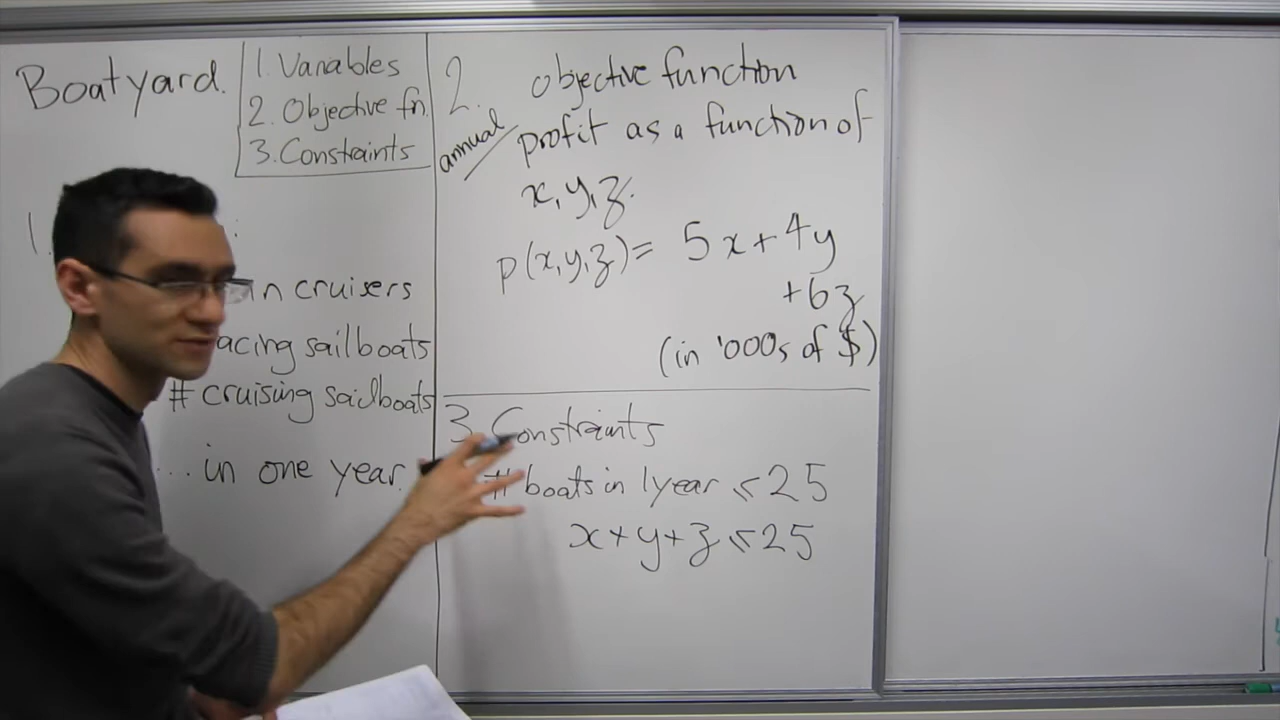 Boatyard.
1. Variables
2. Objective fn.
3. Constraints
1.
in cruisers
acing sailboats
# cruising sailboats
... in one year.
2. objective function
annual
profit as a function of
x, y, z.
p(x,y,z) = 5x + 4y
+ 6z
(in '000s of $)
3. Constraints
# boats in 1 year ≤ 25
x + y + z ≤ 25